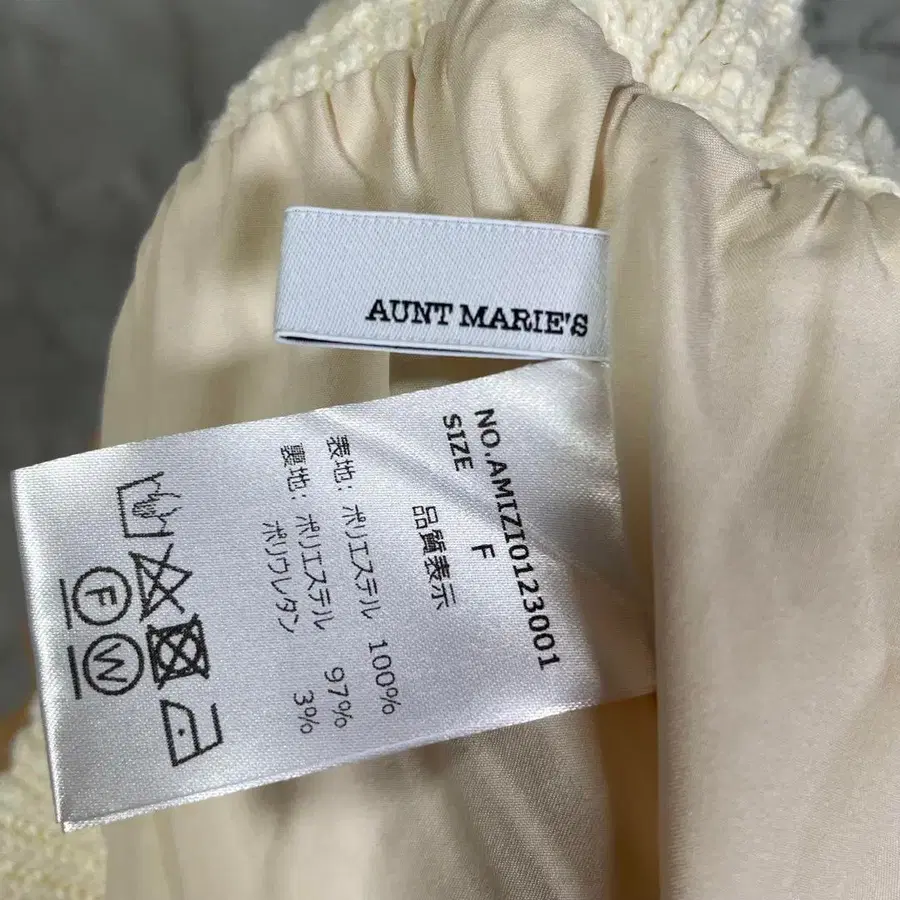 AUNT MARIE'S
NO.AMIZI0123001
SIZE F
品質表示
表地: ポリエステル 100%
裏地: ポリエステル 97%
ポリウレタン 3%
F
W